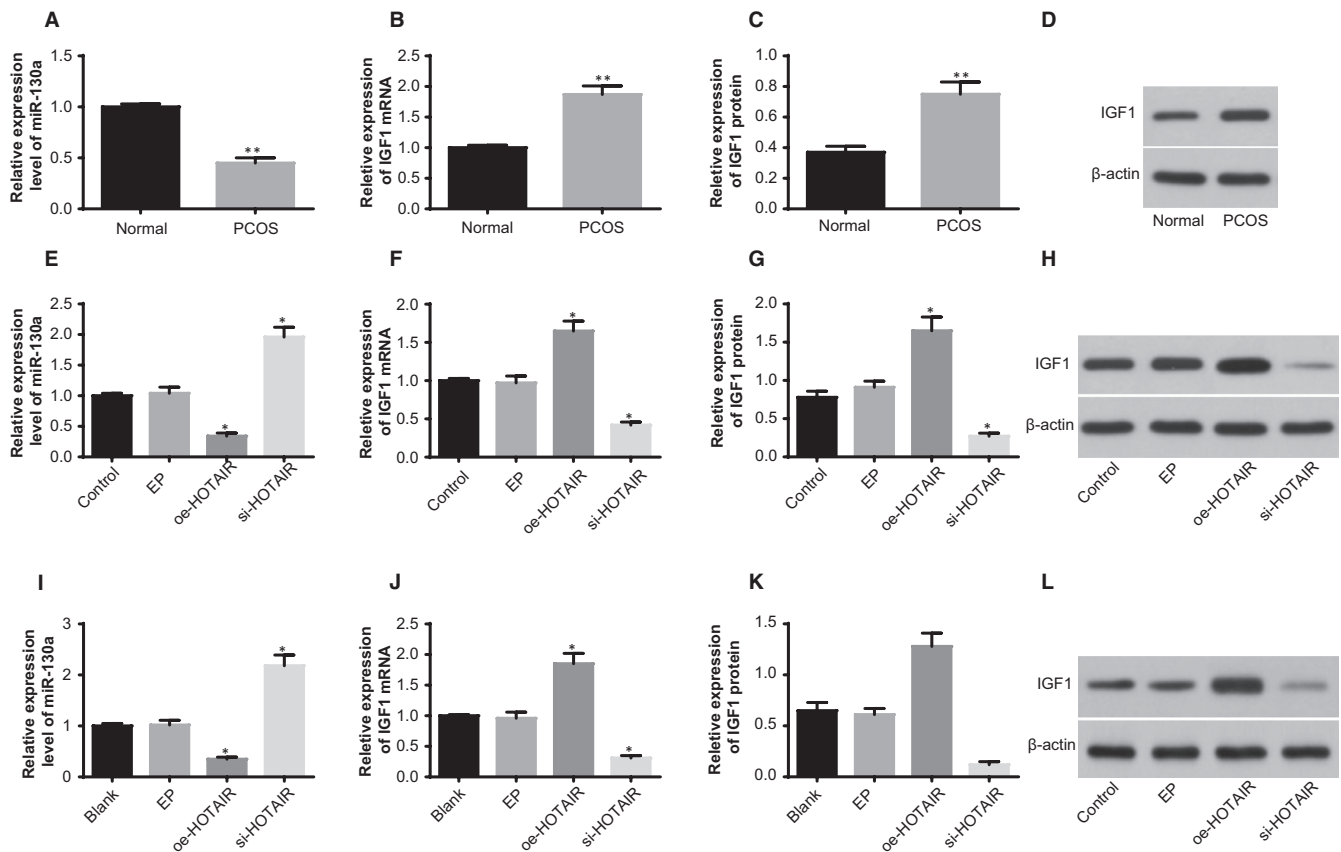 A
Relative expression
level of miR-130a
1.5
1.0
0.5
0.0
**
Normal
PCOS
B
Reletive expression
of IGF1 mRNA
2.5
2.0
1.5
1.0
0.5
0.0
**
Normal
PCOS
C
Reletive expression
of IGF1 protein
0.8
0.6
0.4
0.2
0.0
**
Normal
PCOS
D
IGF1
β-actin
Normal
PCOS
E
Relative expression
level of miR-130a
2.5
2.0
1.5
1.0
0.5
0.0
*
*
Control
EP
oe-HOTAIR
si-HOTAIR
F
Reletive expression
of IGF1 mRNA
2.0
1.5
1.0
0.5
0.0
*
*
Control
EP
oe-HOTAIR
si-HOTAIR
G
Reletive expression
of IGF1 protein
2.0
1.5
1.0
0.5
0.0
*
*
Control
EP
oe-HOTAIR
si-HOTAIR
H
IGF1
β-actin
Control
EP
oe-HOTAIR
si-HOTAIR
I
Relative expression
level of miR-130a
3
2
1
0
*
*
Blank
EP
oe-HOTAIR
si-HOTAIR
J
Reletive expression
of IGF1 mRNA
2.5
2.0
1.5
1.0
0.5
0.0
*
*
Blank
EP
oe-HOTAIR
si-HOTAIR
K
Reletive expression
of IGF1 protein
1.5
1.0
0.5
0.0
Blank
EP
oe-HOTAIR
si-HOTAIR
L
IGF1
β-actin
Control
EP
oe-HOTAIR
si-HOTAIR